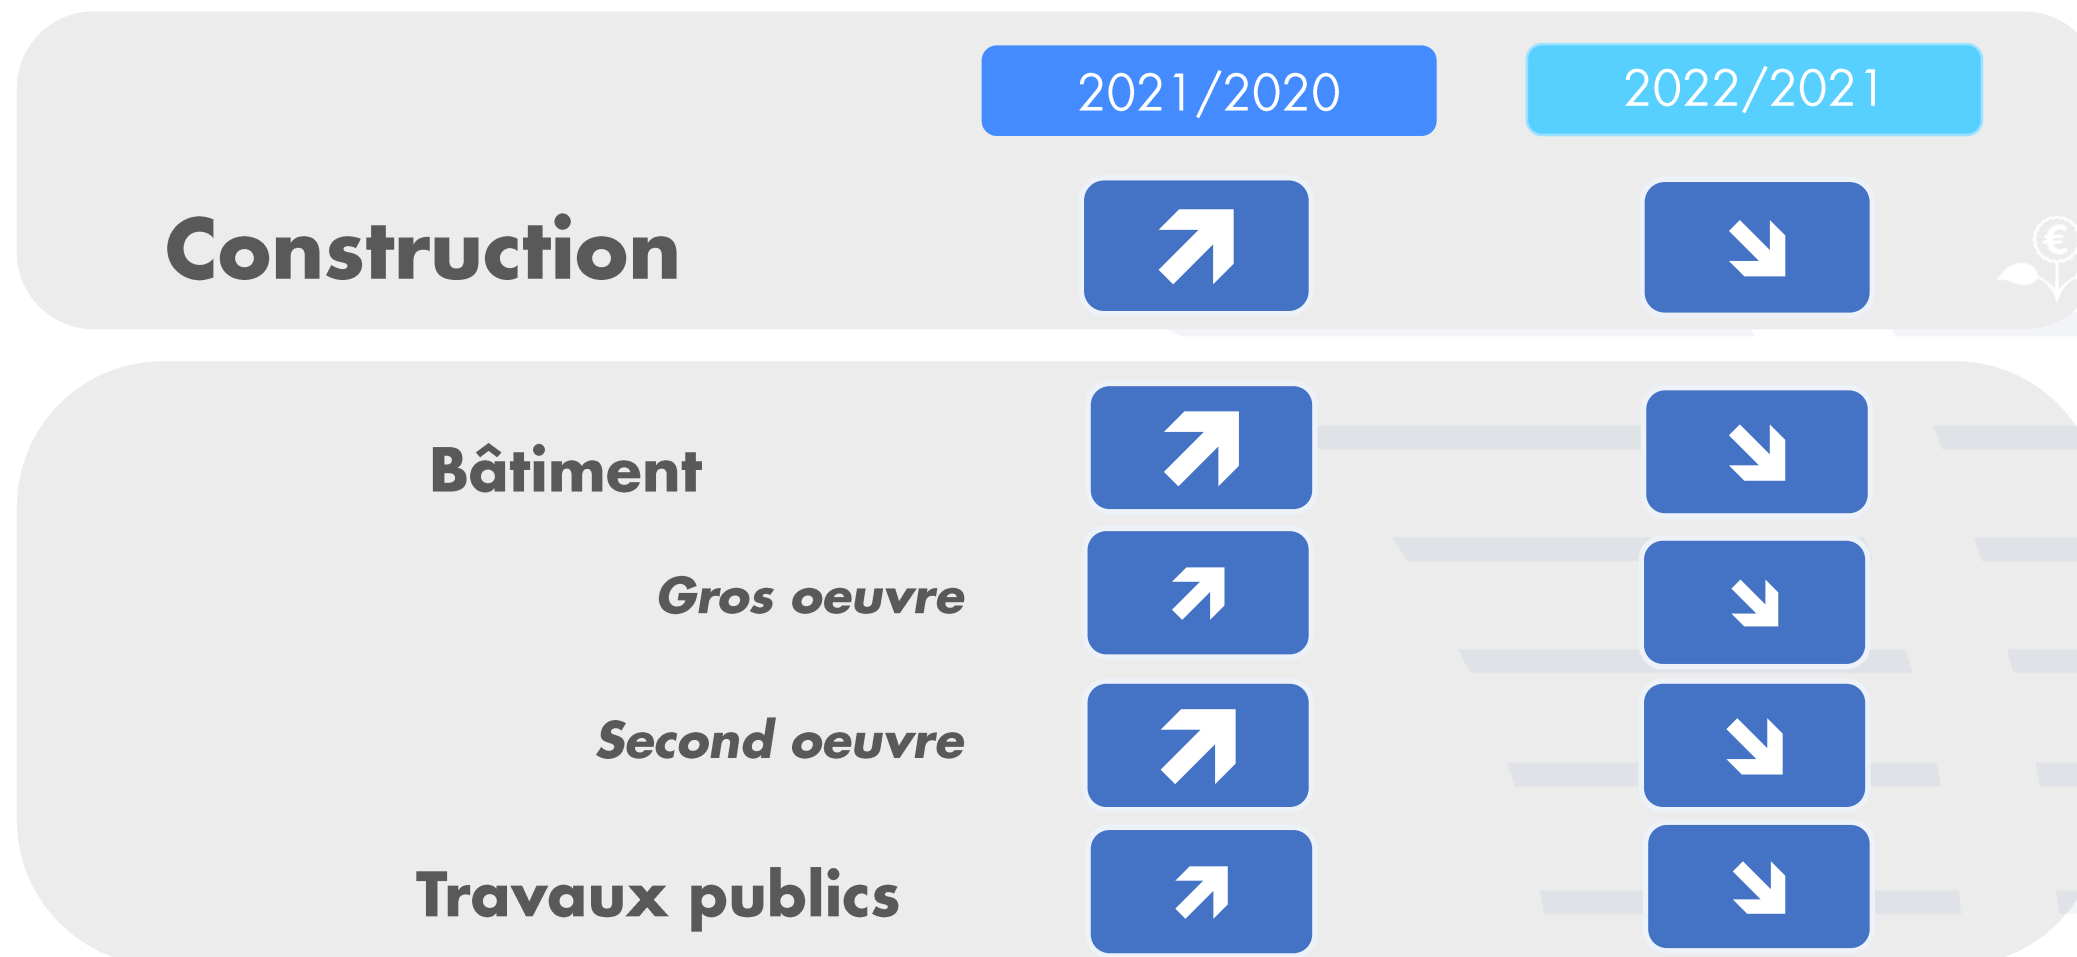 2021/2020
2022/2021
Construction
€
Bâtiment
Gros oeuvre
Second oeuvre
Travaux publics